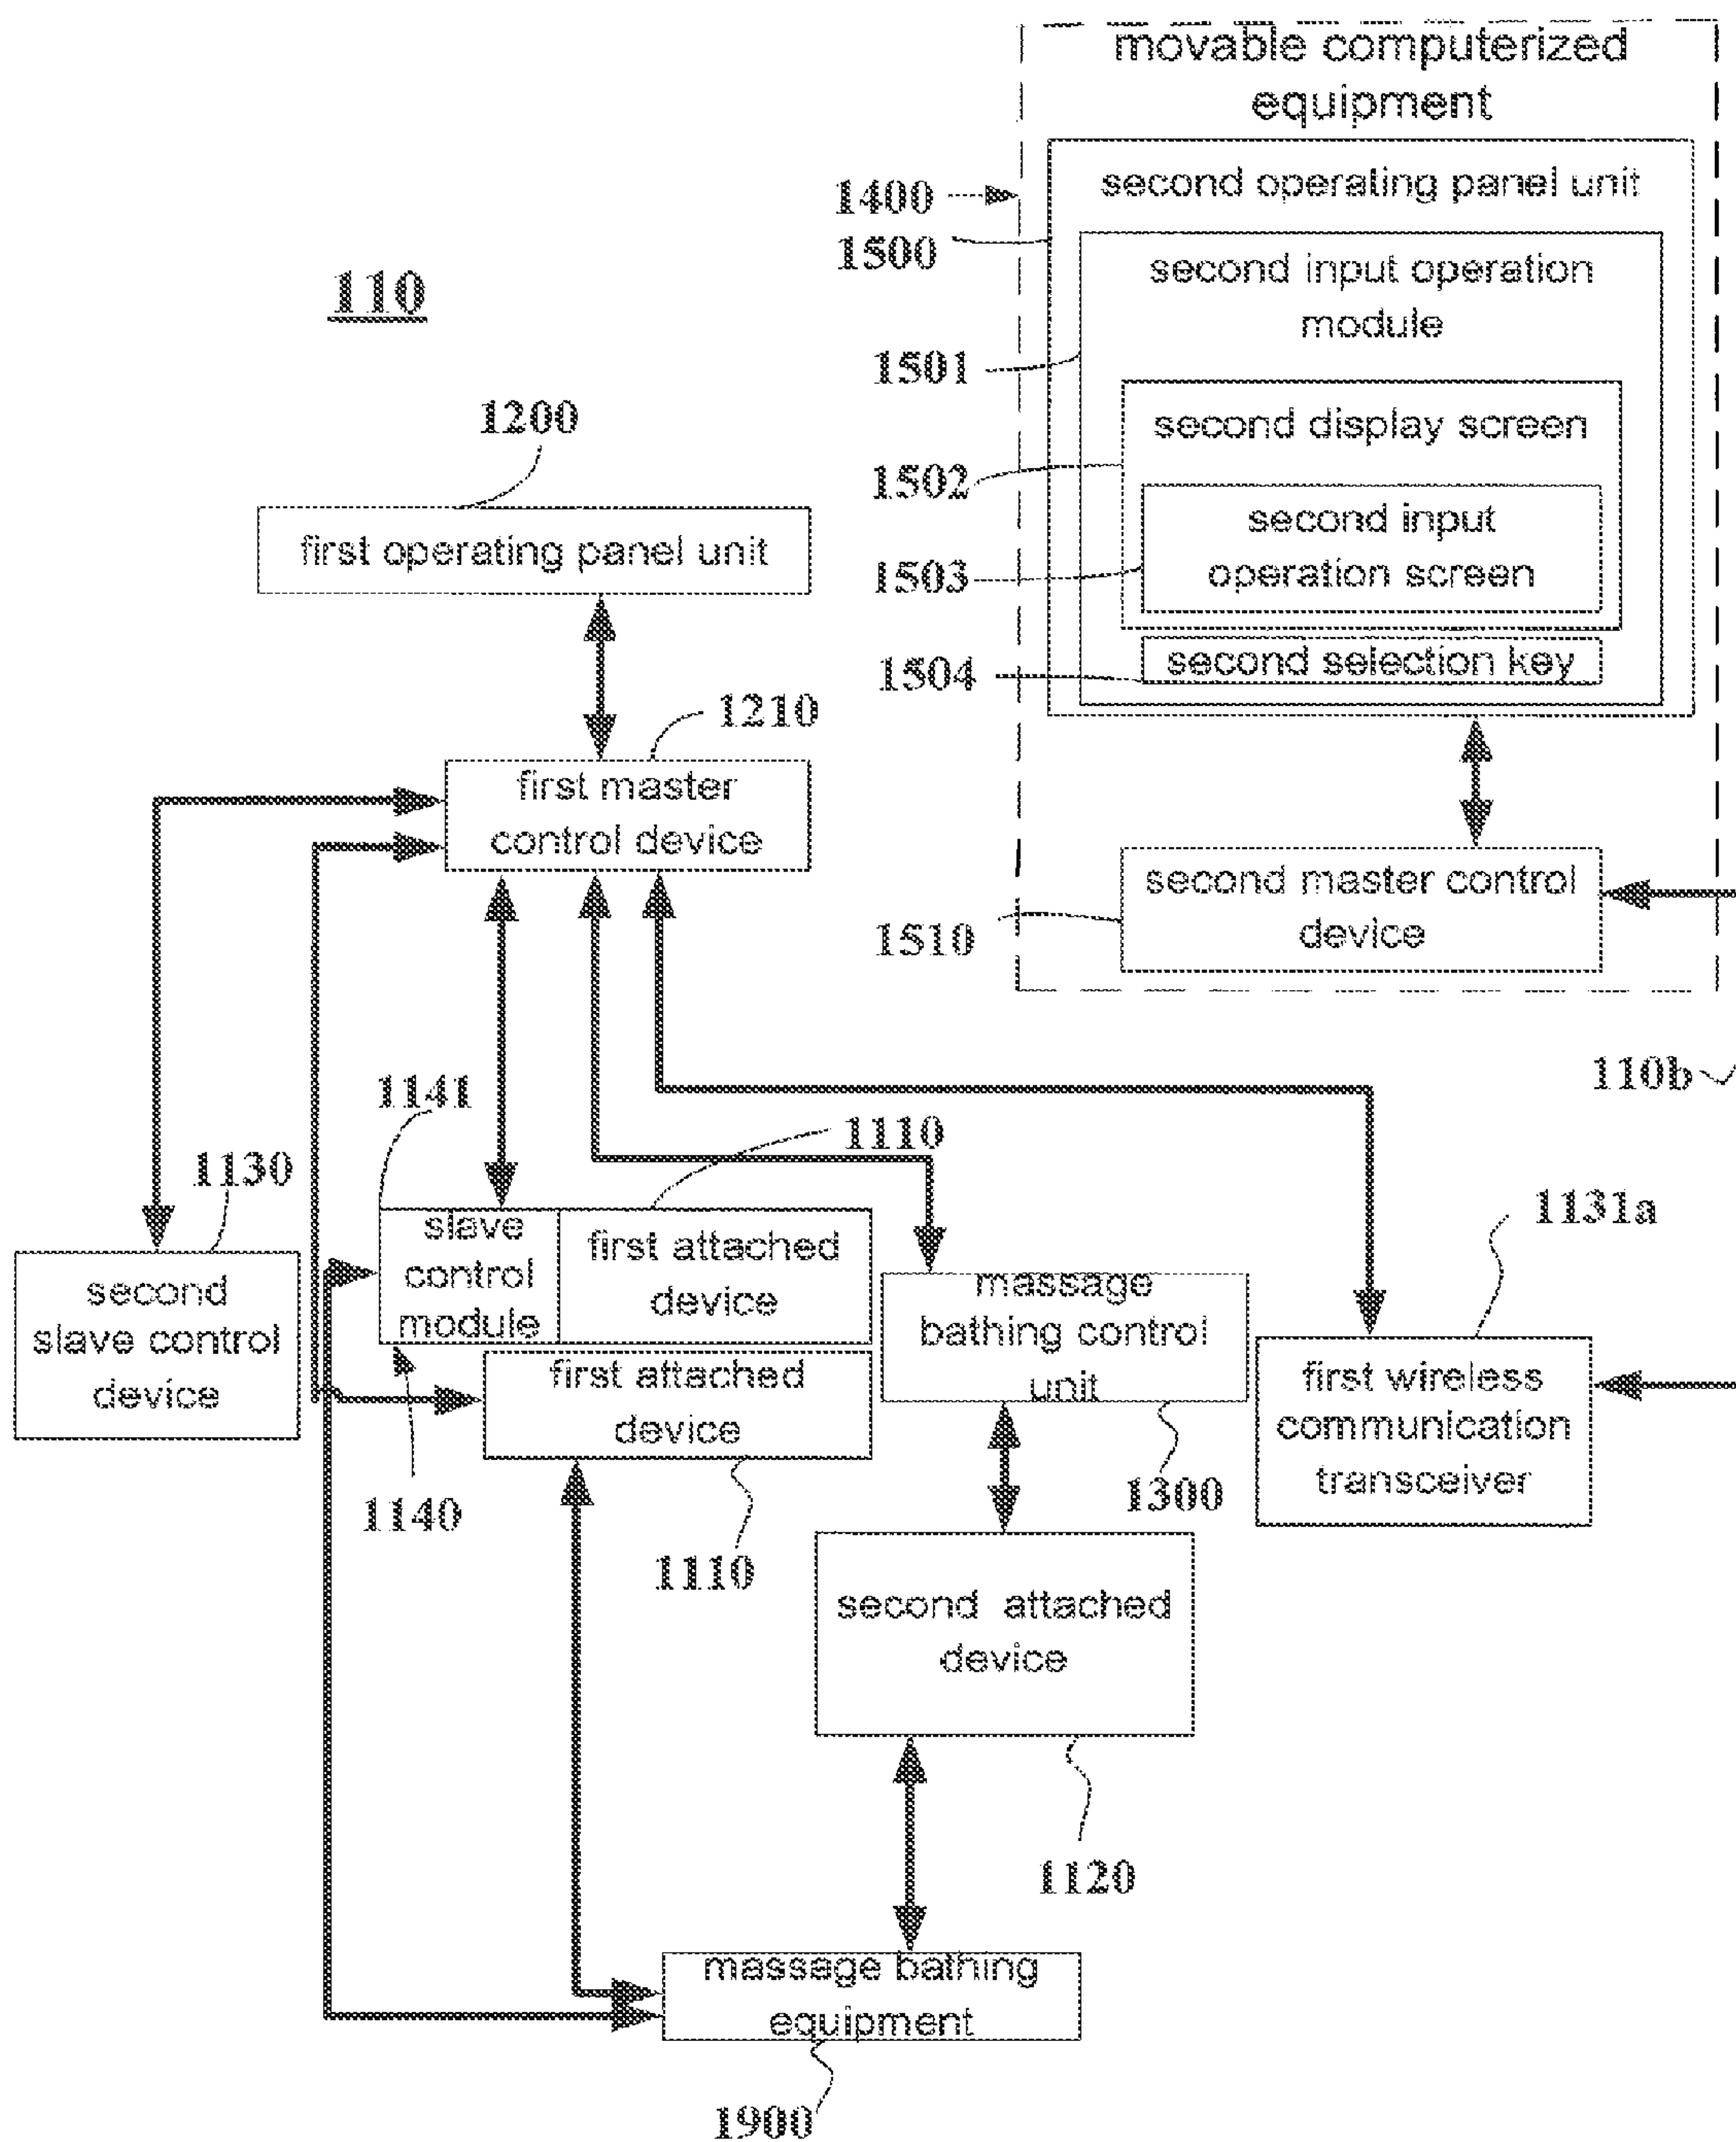 movable computerized
equipment
second operating panel unit
1400
1500
second input operation
module
110
1501
1200
second display screen
1502
second input
operation screen
1503
first operating panel unit
second selection key
1504
1210
first master
control device
second master control
device
1510
110b
1141
1110
1130
1131a
slave
control
module
first attached
device
second
slave control
device
massage
bathing control
unit
first wireless
communication
transceiver
first attached
device
1140
1300
1110
second attached
device
1120
massage bathing
equipment
1900